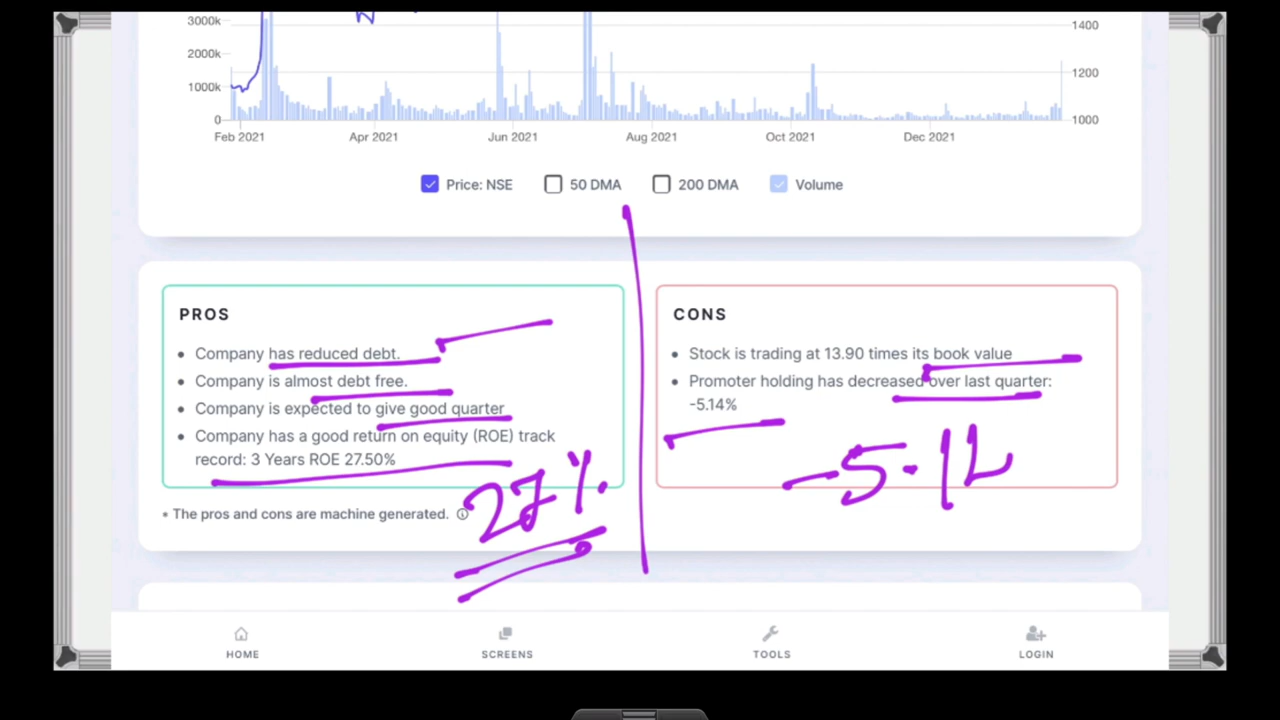 3000k
1400
2000k
1200
1000k
0
1000
Feb 2021 Apr 2021 Jun 2021 Aug 2021 Oct 2021 Dec 2021
Price: NSE 50 DMA 200 DMA Volume
PROS
• Company has reduced debt.
• Company is almost debt free.
• Company is expected to give good quarter
• Company has a good return on equity (ROE) track
record: 3 Years ROE 27.50%
27%.
* The pros and cons are machine generated.
CONS
• Stock is trading at 13.90 times its book value
• Promoter holding has decreased over last quarter:
-5.14%
-5.12
HOME SCREENS TOOLS LOGIN